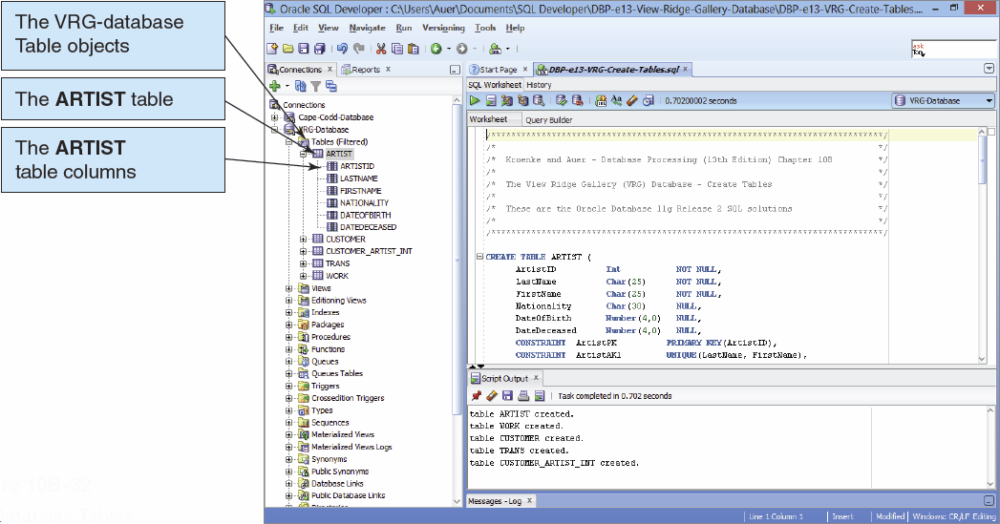 The VRG-database
Table objects
The ARTIST table
The ARTIST
table columns
Oracle SQL Developer : C:\Users\Auer\Documents\SQL Developer\DBP-e13-View-Ridge-Gallery-Database\DBP-e13-VRG-Create-Tables....
File Edit View Navigate Run Versioning Tools Help
ask
Tom
Connections
Reports
Start Page
DBP-e13-VRG-Create-Tables.sql
SQL Worksheet History
0.70200002 seconds
VRG-Database
Worksheet Query Builder
Connections
Cape-Codd-Database
VRG-Database
Tables (Filtered)
ARTIST
ARTISTID
LASTNAME
FIRSTNAME
NATIONALITY
DATEOFBIRTH
DATEDECEASED
CUSTOMER
CUSTOMER_ARTIST_INT
TRANS
WORK
Views
Editioning Views
Indexes
Packages
Procedures
Functions
Queues
Queues Tables
Triggers
Crossedition Triggers
Types
Sequences
Materialized Views
Materialized Views Logs
Synonyms
Public Synonyms
Database Links
Public Database Links
/********************************************************************************/
/* */
/* Kroenke and Auer - Database Processing (13th Edition) Chapter 10B */
/* */
/* The View Ridge Gallery (VRG) Database - Create Tables */
/* */
/* These are the Oracle Database 11g Release 2 SQL solutions */
/* */
/********************************************************************************/
CREATE TABLE ARTIST (
ArtistID Int NOT NULL,
LastName Char(25) NOT NULL,
FirstName Char(25) NOT NULL,
Nationality Char(30) NULL,
DateOfBirth Number(4,0) NULL,
DateDeceased Number(4,0) NULL,
CONSTRAINT ArtistPK PRIMARY KEY(ArtistID),
CONSTRAINT ArtistAK1 UNIQUE(LastName, FirstName),
Script Output
Task completed in 0.702 seconds
table ARTIST created.
table WORK created.
table CUSTOMER created.
table TRANS created.
table CUSTOMER_ARTIST_INT created.
Messages - Log
Line 1 Column 1 Insert Modified Windows: CR/LF Editing